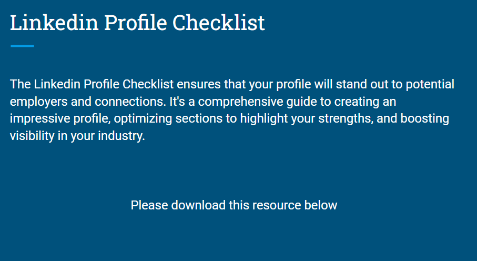 Linkedin Profile Checklist
The Linkedin Profile Checklist ensures that your profile will stand out to potential
employers and connections. It's a comprehensive guide to creating an
impressive profile, optimizing sections to highlight your strengths, and boosting
visibility in your industry.
Please download this resource below